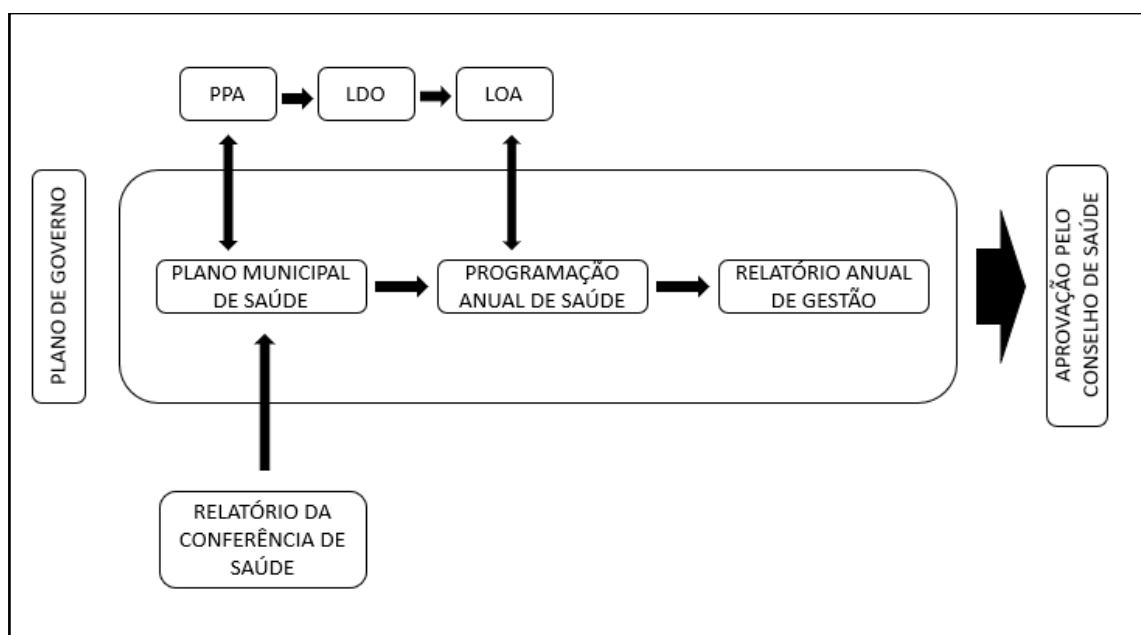 PPA
LDO
LOA
PLANO DE GOVERNO
PLANO MUNICIPAL
DE SAÚDE
PROGRAMAÇÃO
ANUAL DE SAÚDE
RELATÓRIO ANUAL
DE GESTÃO
APROVAÇÃO PELO
CONSELHO DE SAÚDE
RELATÓRIO DA
CONFERÊNCIA DE
SAÚDE